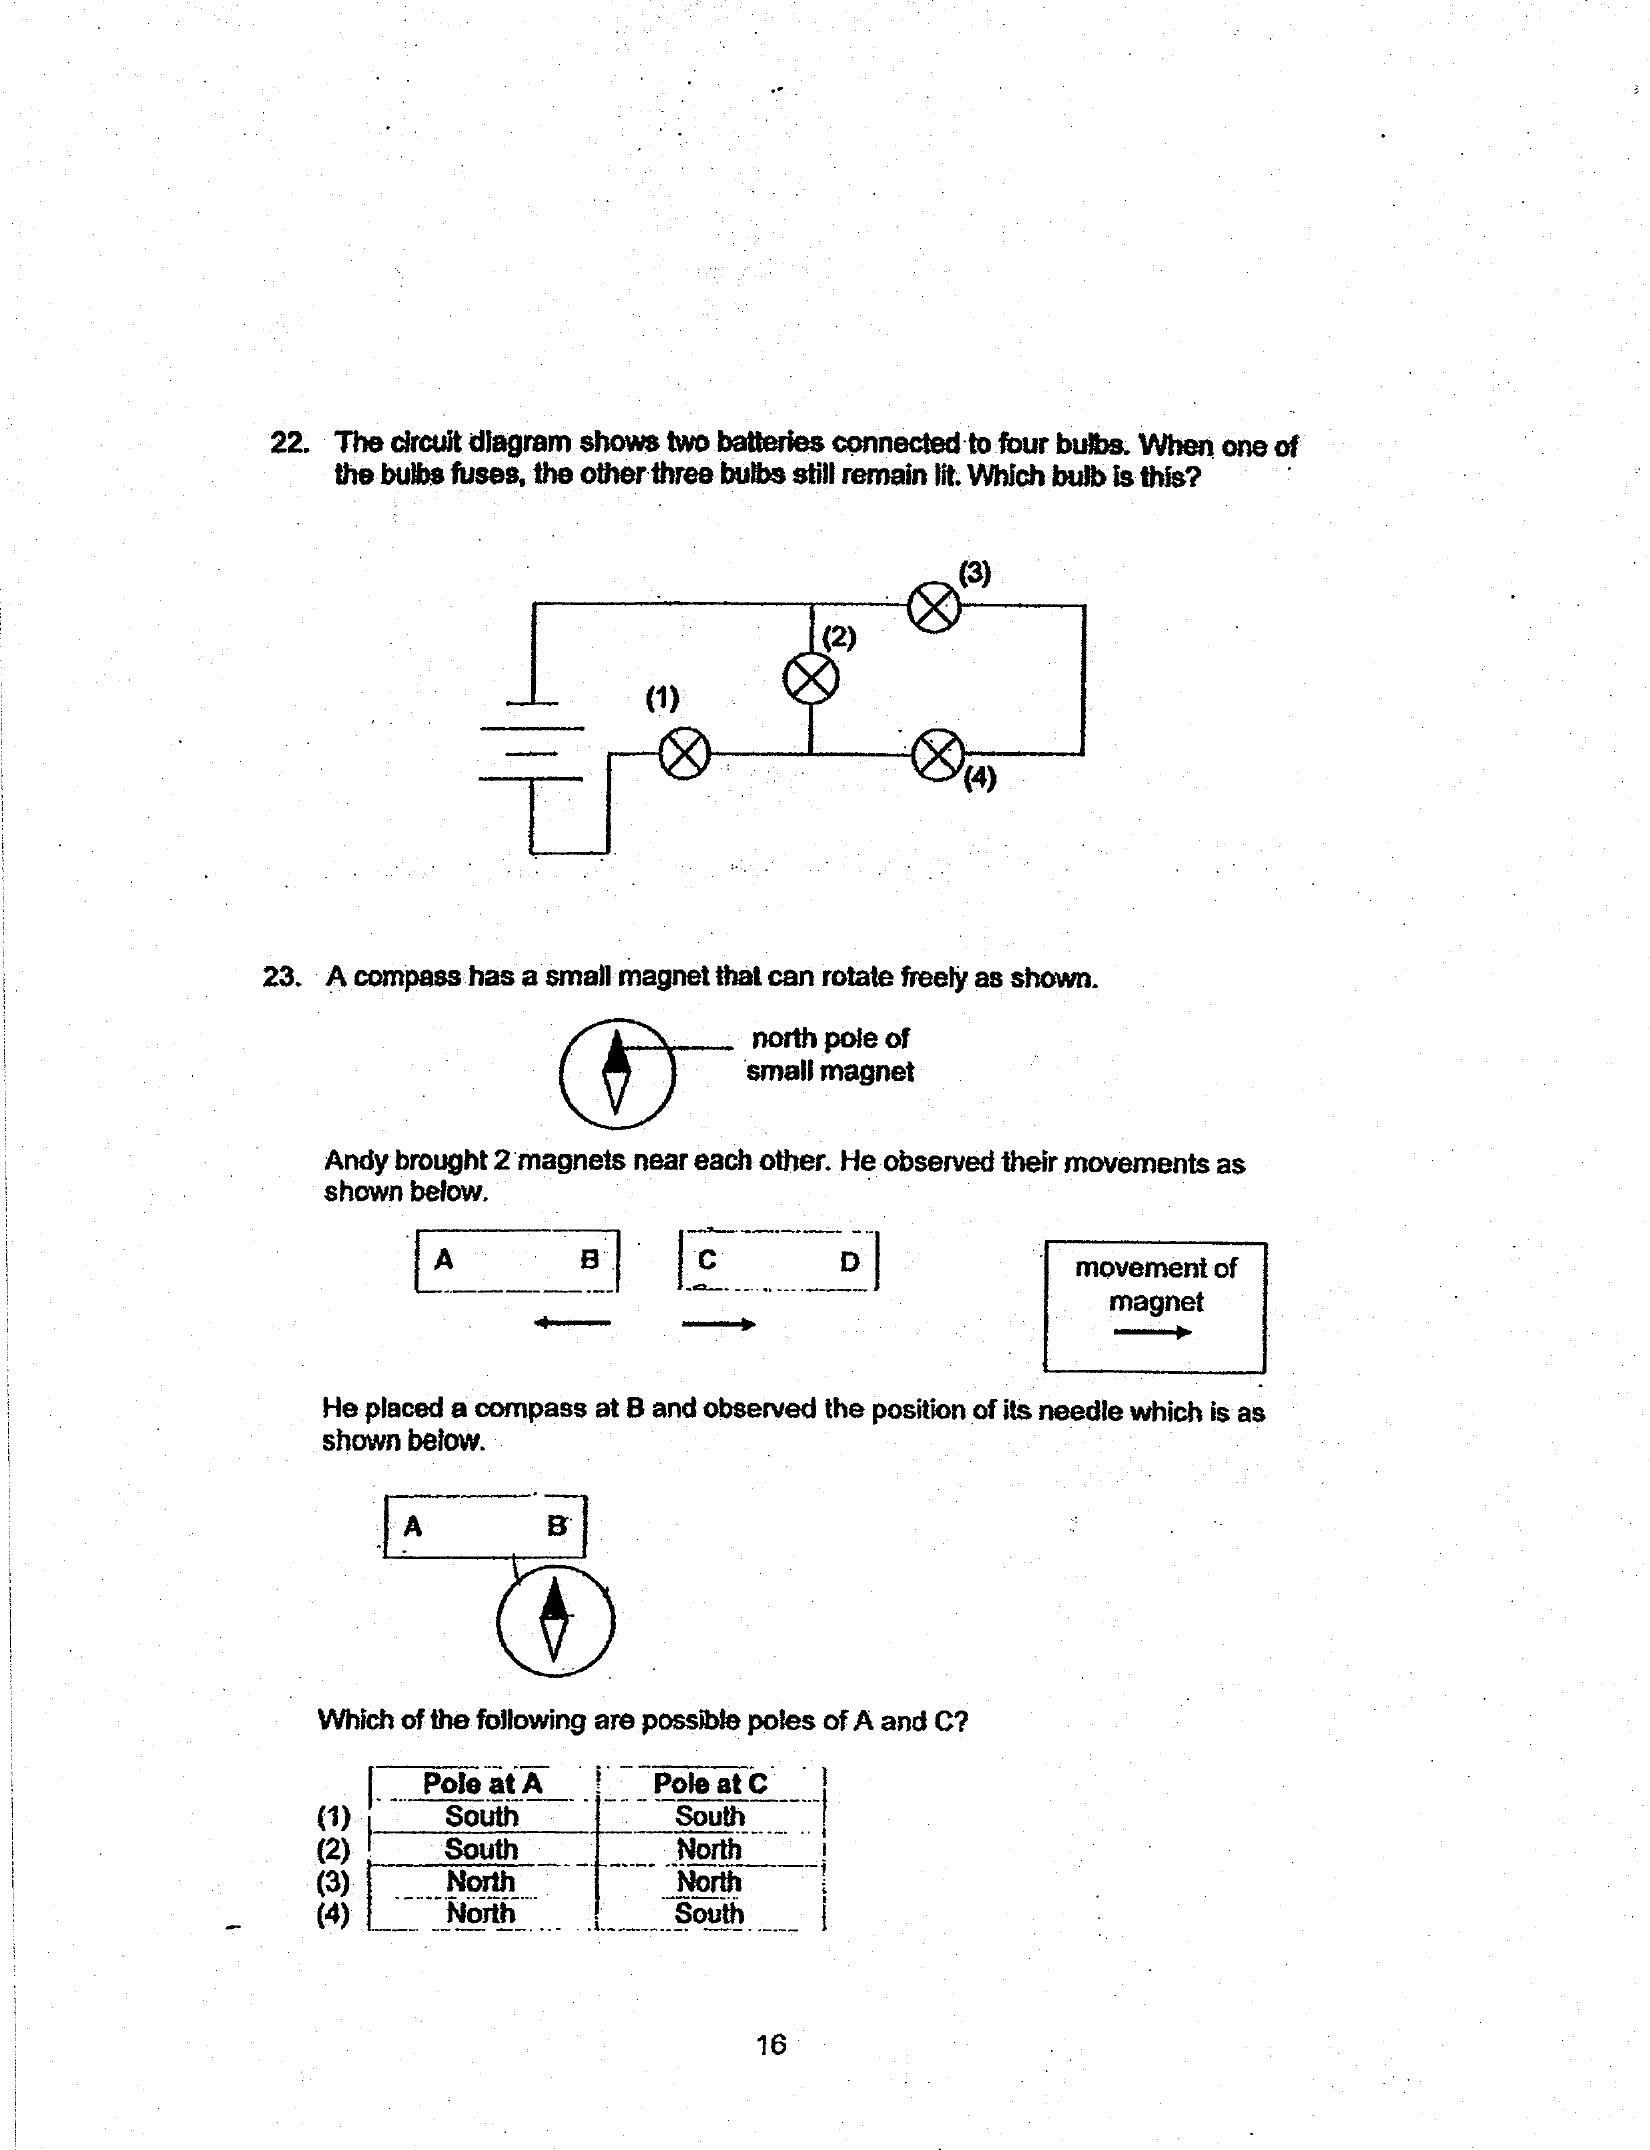 22. The circuit diagram shows two batteries connected to four bulbs. When one of
the bulbs fuses, the other three bulbs still remain lit. Which bulb is this?
(3)
(2)
(1)
(4)
23. A compass has a small magnet that can rotate freely as shown.
north pole of
small magnet
Andy brought 2 magnets near each other. He observed their movements as
shown below.
A B C D
movement of
magnet
He placed a compass at B and observed the position of its needle which is as
shown below.
A B
Which of the following are possible poles of A and C?
Pole at A Pole at C
(1) South South
(2) South North
(3) North North
(4) North South
16